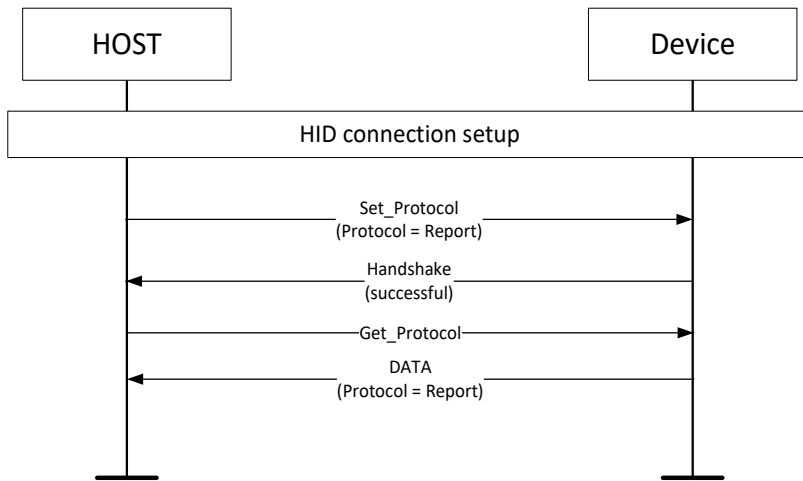 HOST
Device
HID connection setup
Set_Protocol
(Protocol = Report)
Handshake
(successful)
Get_Protocol
DATA
(Protocol = Report)